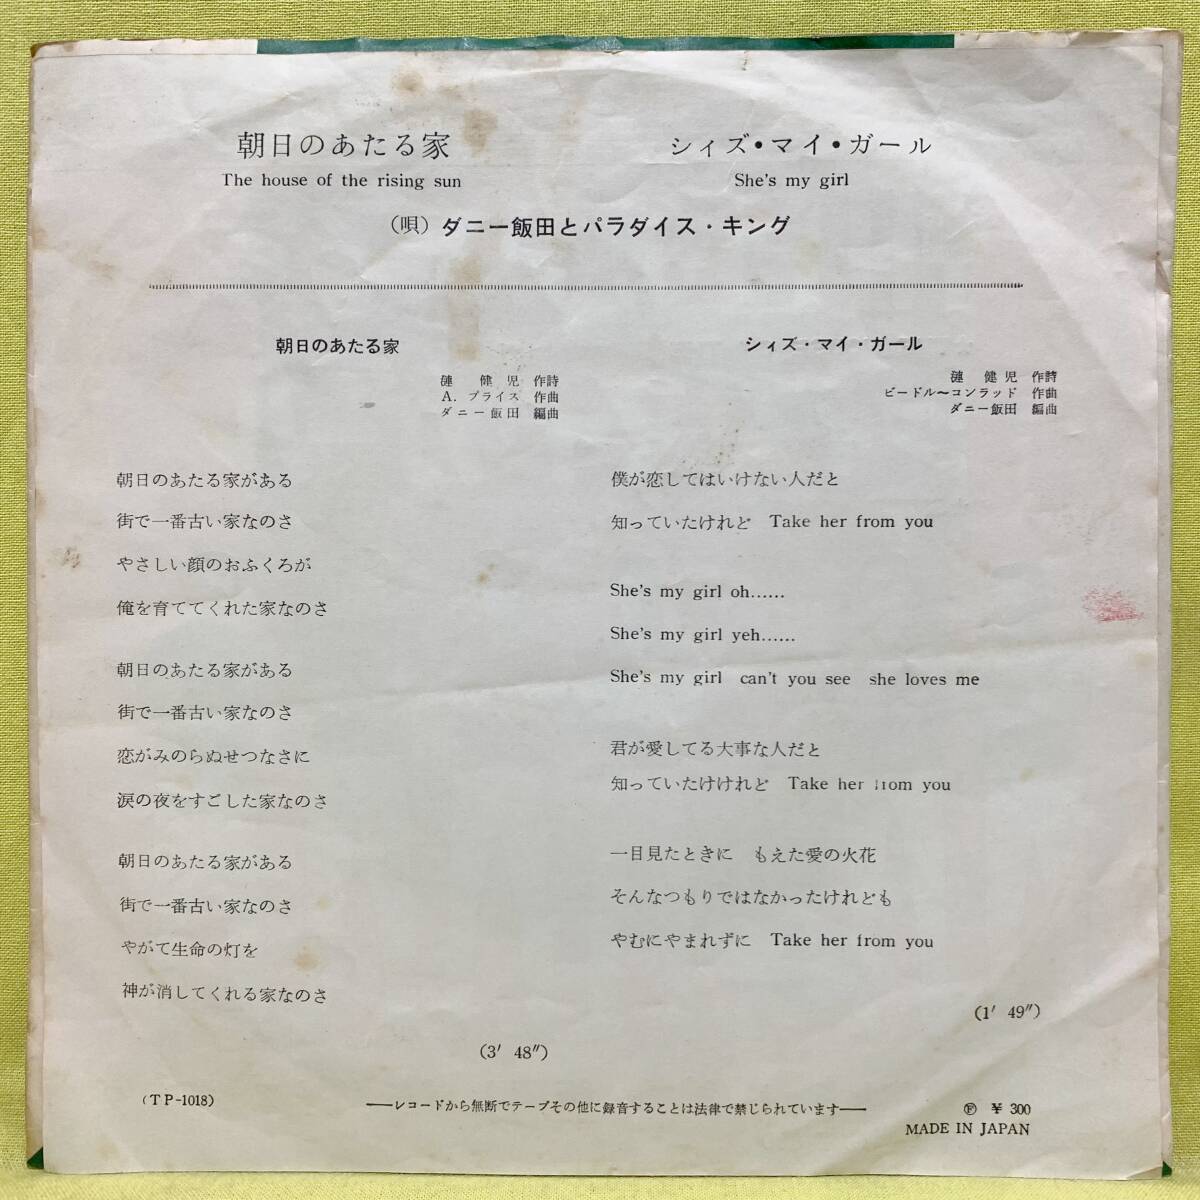 朝日のあたる家
The house of the rising sun
シィズ・マイ・ガール
She's my girl
(唄) ダニー飯田とパラダイス・キング
朝日のあたる家
漣 健児 作詩
A. プライス 作曲
ダニー飯田 編曲
朝日のあたる家がある
街で一番古い家なのさ
やさしい顔のおふくろが
俺を育ててくれた家なのさ
朝日のあたる家がある
街で一番古い家なのさ
恋がみのらぬせつなさに
涙の夜をすごした家なのさ
朝日のあたる家がある
街で一番古い家なのさ
やがて生命の灯を
神が消してくれる家なのさ
(3′ 48″)
シィズ・マイ・ガール
漣 健児 作詩
ビードル〜コンラッド 作曲
ダニー飯田 編曲
僕が恋してはいけない人だと
知っていたけれど Take her from you
She's my girl oh……
She's my girl yeh……
She's my girl can't you see she loves me
君が愛してる大事な人だと
知っていたけけれど Take her from you
一目見たときに もえた愛の火花
そんなつもりではなかったけれども
やむにやまれずに Take her from you
(1′ 49″)
(TP-1018)
——レコードから無断でテープその他に録音することは法律で禁じられています——
Ⓟ ¥ 300
MADE IN JAPAN